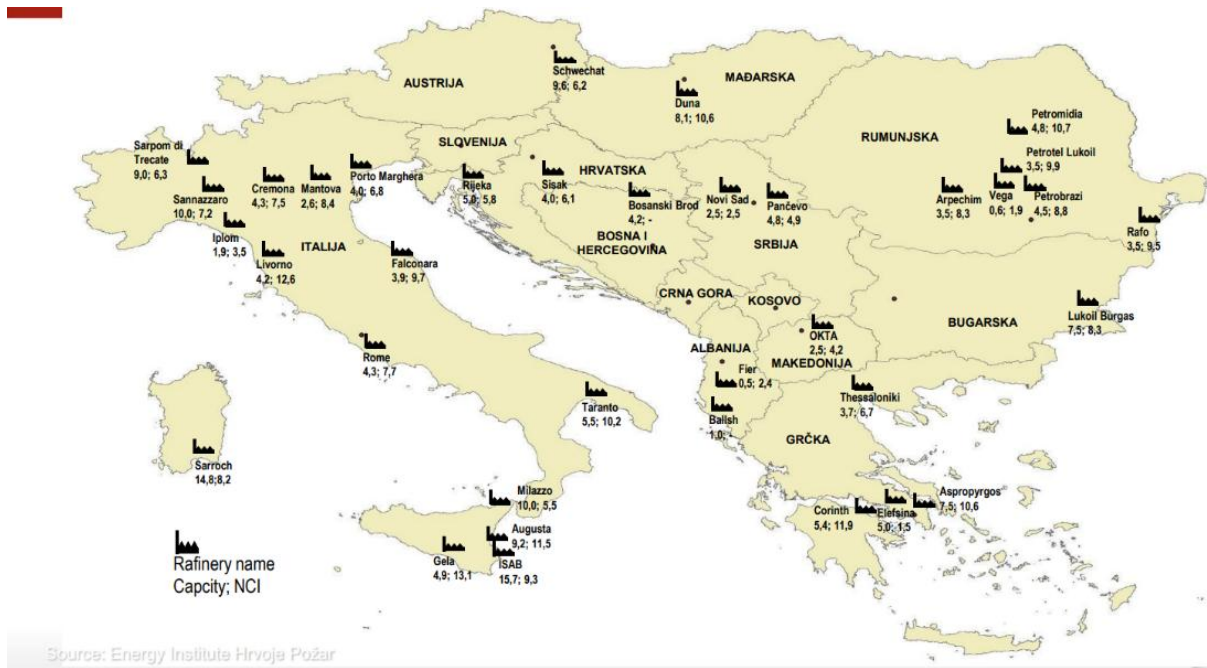 AUSTRIJA
Schwechat
9,6; 6,2
MAĐARSKA
Duna
8,1; 10,6
RUMUNJSKA
Petromidia
4,8; 10,7
Petrotel Lukoil
3,5; 9,9
Vega
0,6; 1,9
Petrobrazi
4,5; 8,8
Arpechim
3,5; 8,3
Rafo
3,5; 9,5
SLOVENIJA
HRVATSKA
Sarpom di
Trecate
9,0; 6,3
Sannazzaro
10,0; 7,2
Cremona
4,3; 7,5
Mantova
2,6; 8,4
Porto Marghera
4,0; 6,8
Rijeka
5,0; 5,8
Sisak
4,0; 6,1
Bosanski Brod
4,2; -
Novi Sad
2,5; 2,5
Pančevo
4,8; 4,9
Iplom
1,9; 3,5
ITALIJA
Livorno
4,2; 12,6
Falconara
3,9; 9,7
BOSNA I
HERCEGOVINA
SRBIJA
CRNA GORA
KOSOVO
BUGARSKA
Lukoil Burgas
7,5; 8,3
OKTA
2,5; 4,2
ALBANIJA
MAKEDONIJA
Rome
4,3; 7,7
Fier
0,5; 2,4
Ballsh
1,0; -
Taranto
5,5; 10,2
Thessaloniki
3,7; 6,7
GRČKA
Sarroch
14,8;8,2
Milazzo
10,0; 5,5
Augusta
9,2; 11,5
Gela
4,9; 13,1
ISAB
15,7; 9,3
Corinth
5,4; 11,9
Elefsina
5,0; 1,5
Aspropyrgos
7,5; 10,6
Rafinery name
Capcity; NCI
Source: Energy Institute Hrvoje Požar